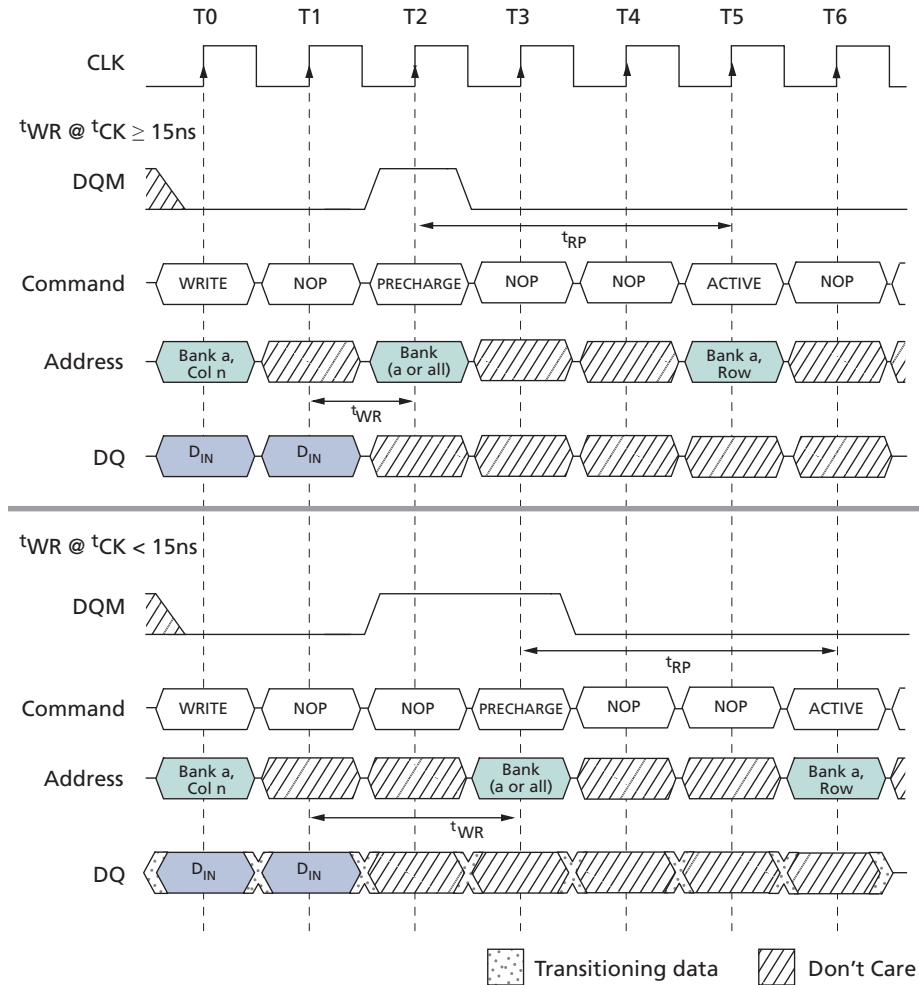 T0 T1 T2 T3 T4 T5 T6
CLK
tWR @ tCK ≥ 15ns
DQM
tRP
Command WRITE NOP PRECHARGE NOP NOP ACTIVE NOP
Address Bank a, Col n Bank (a or all) Bank a, Row
tWR
DQ DIN DIN
tWR @ tCK < 15ns
DQM
tRP
Command WRITE NOP NOP PRECHARGE NOP NOP ACTIVE
Address Bank a, Col n Bank (a or all) Bank a, Row
tWR
DQ DIN DIN
Transitioning data Don't Care